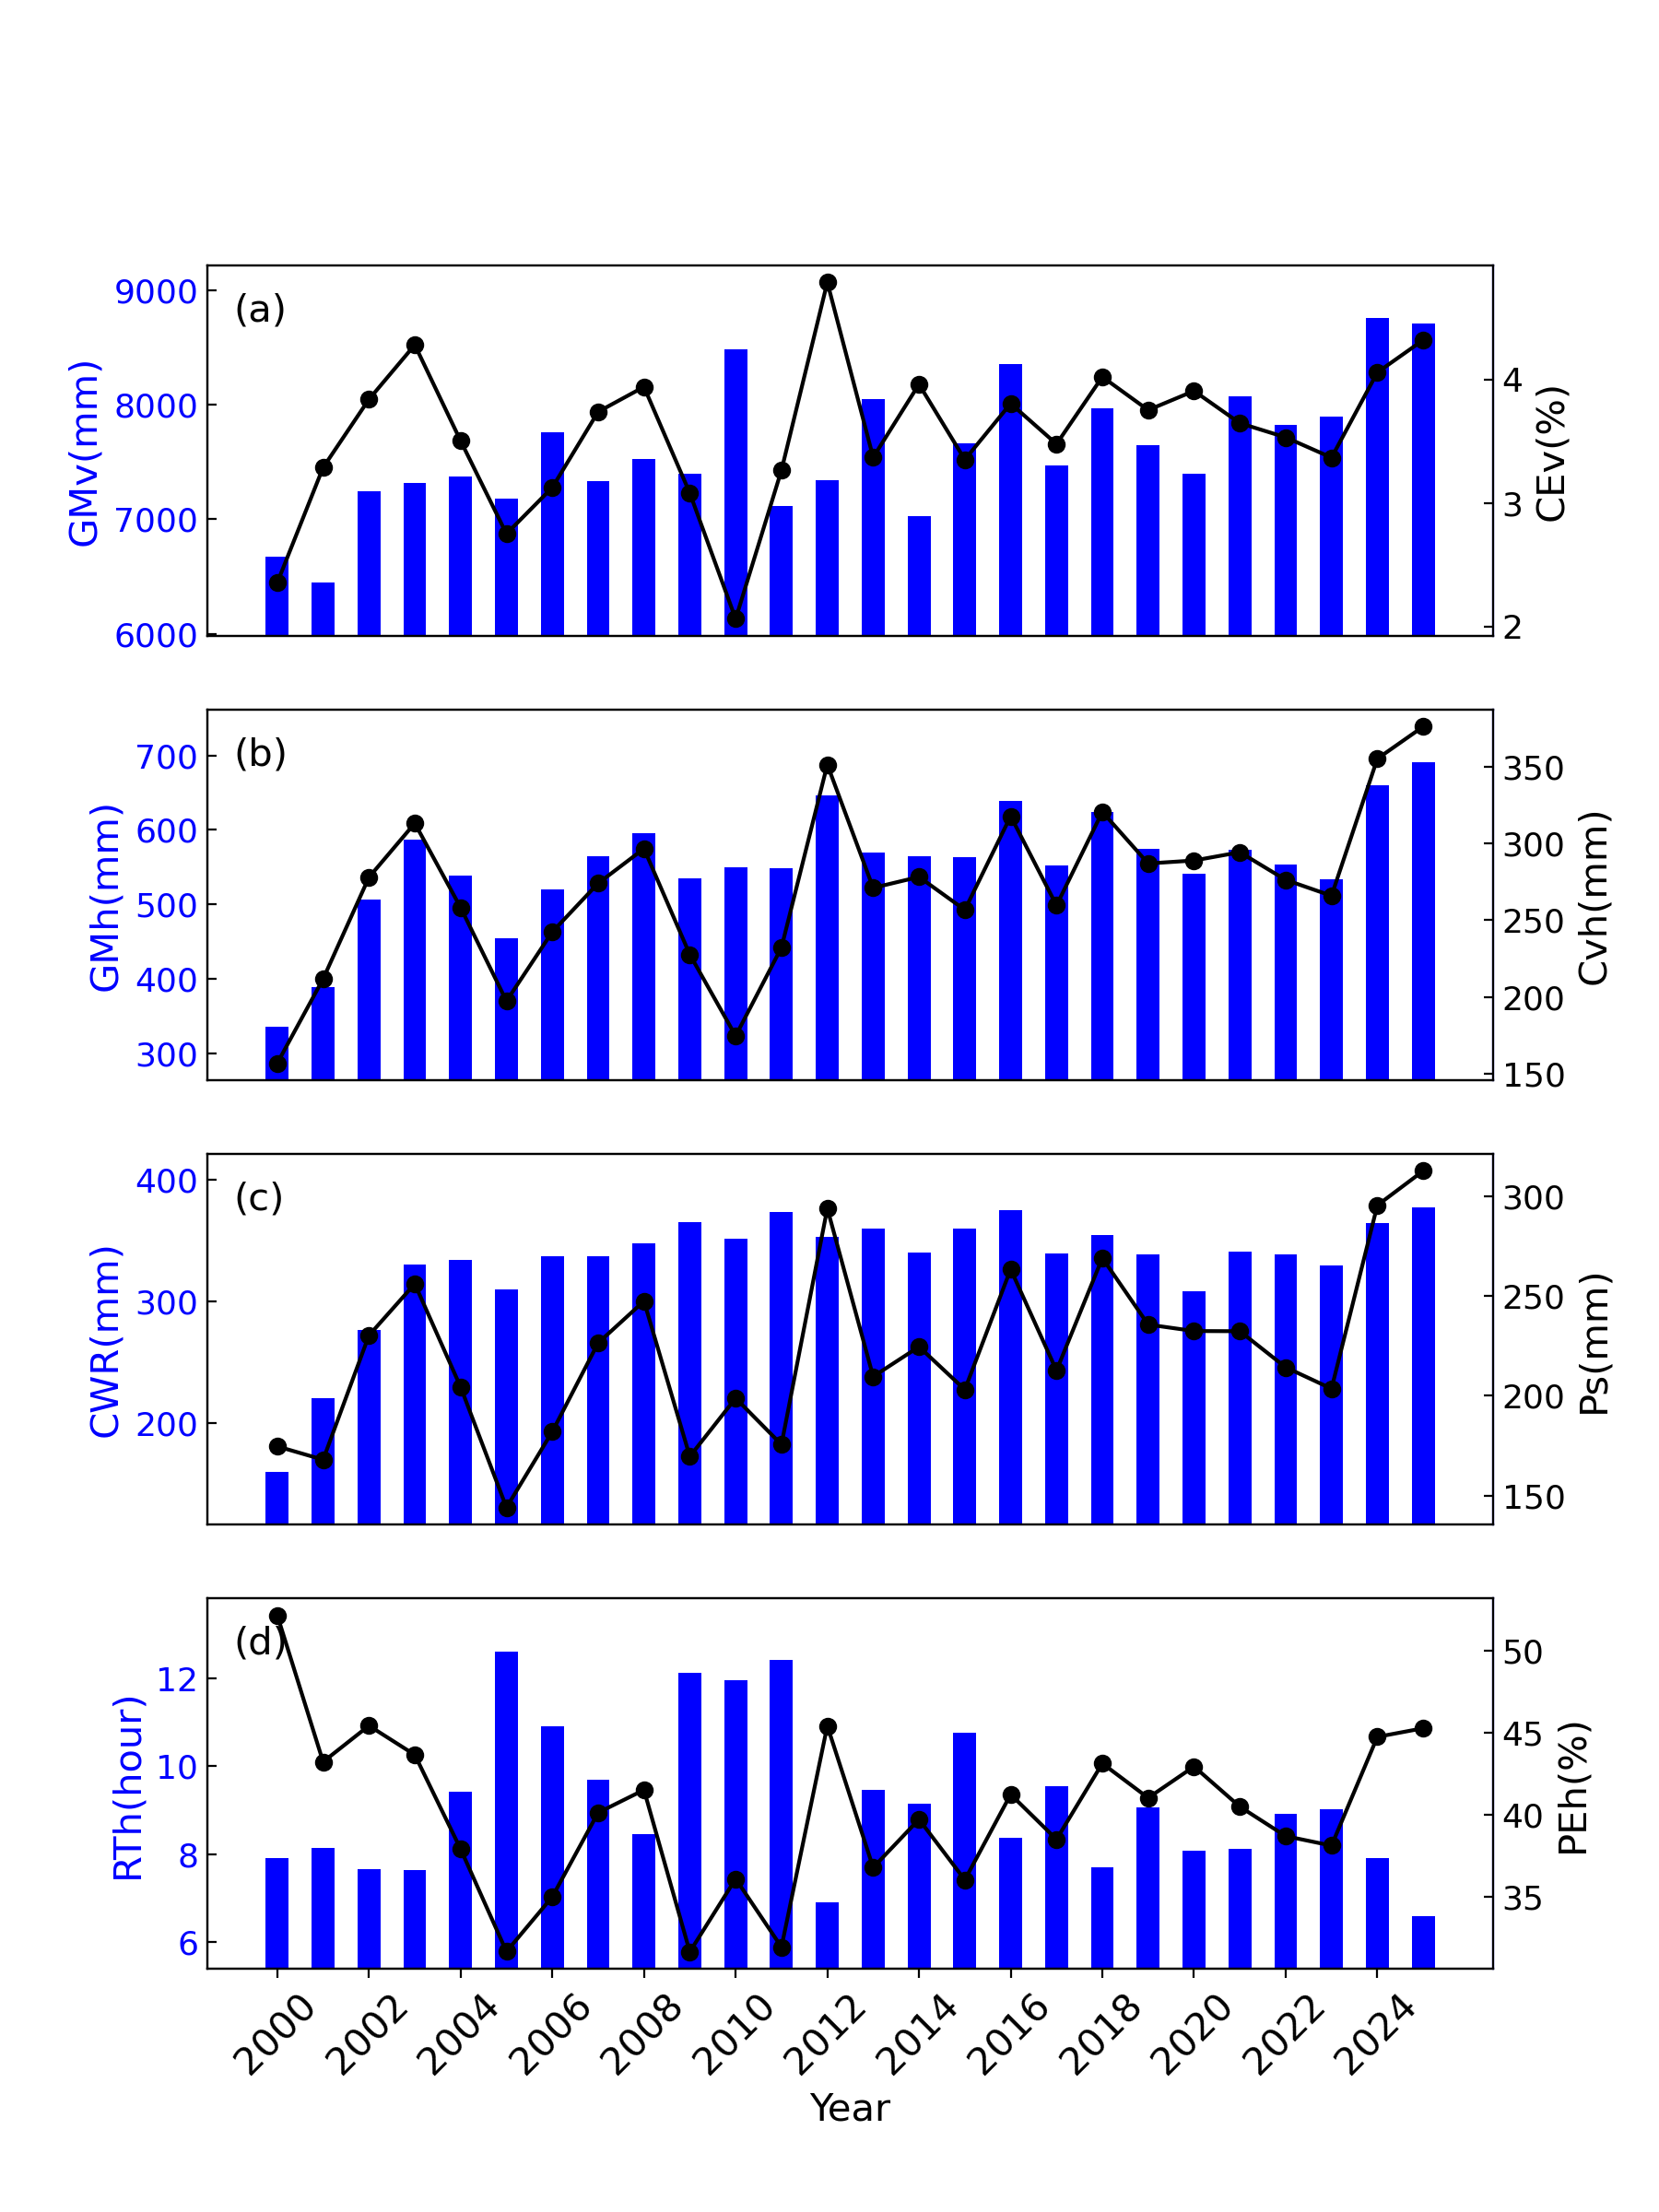 (a)
GMv(mm)
9000
8000
7000
6000
CEv(%)
4
3
2
(b)
GMh(mm)
700
600
500
400
300
Cvh(mm)
350
300
250
200
150
(c)
CWR(mm)
400
300
200
Ps(mm)
300
250
200
150
(d)
RTh(hour)
12
10
8
6
PEh(%)
50
45
40
35
2000 2002 2004 2006 2008 2010 2012 2014 2016 2018 2020 2022 2024
Year